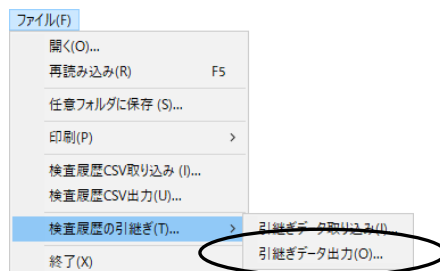 ファイル(F)
開く(O)...
再読み込み(R) F5
任意フォルダに保存 (S)...
印刷(P) >
検査履歴CSV取り込み (I)...
検査履歴CSV出力(U)...
検査履歴の引継ぎ(T)... >
引継ぎデータ取り込み(I)...
引継ぎデータ出力(O)...
終了(X)